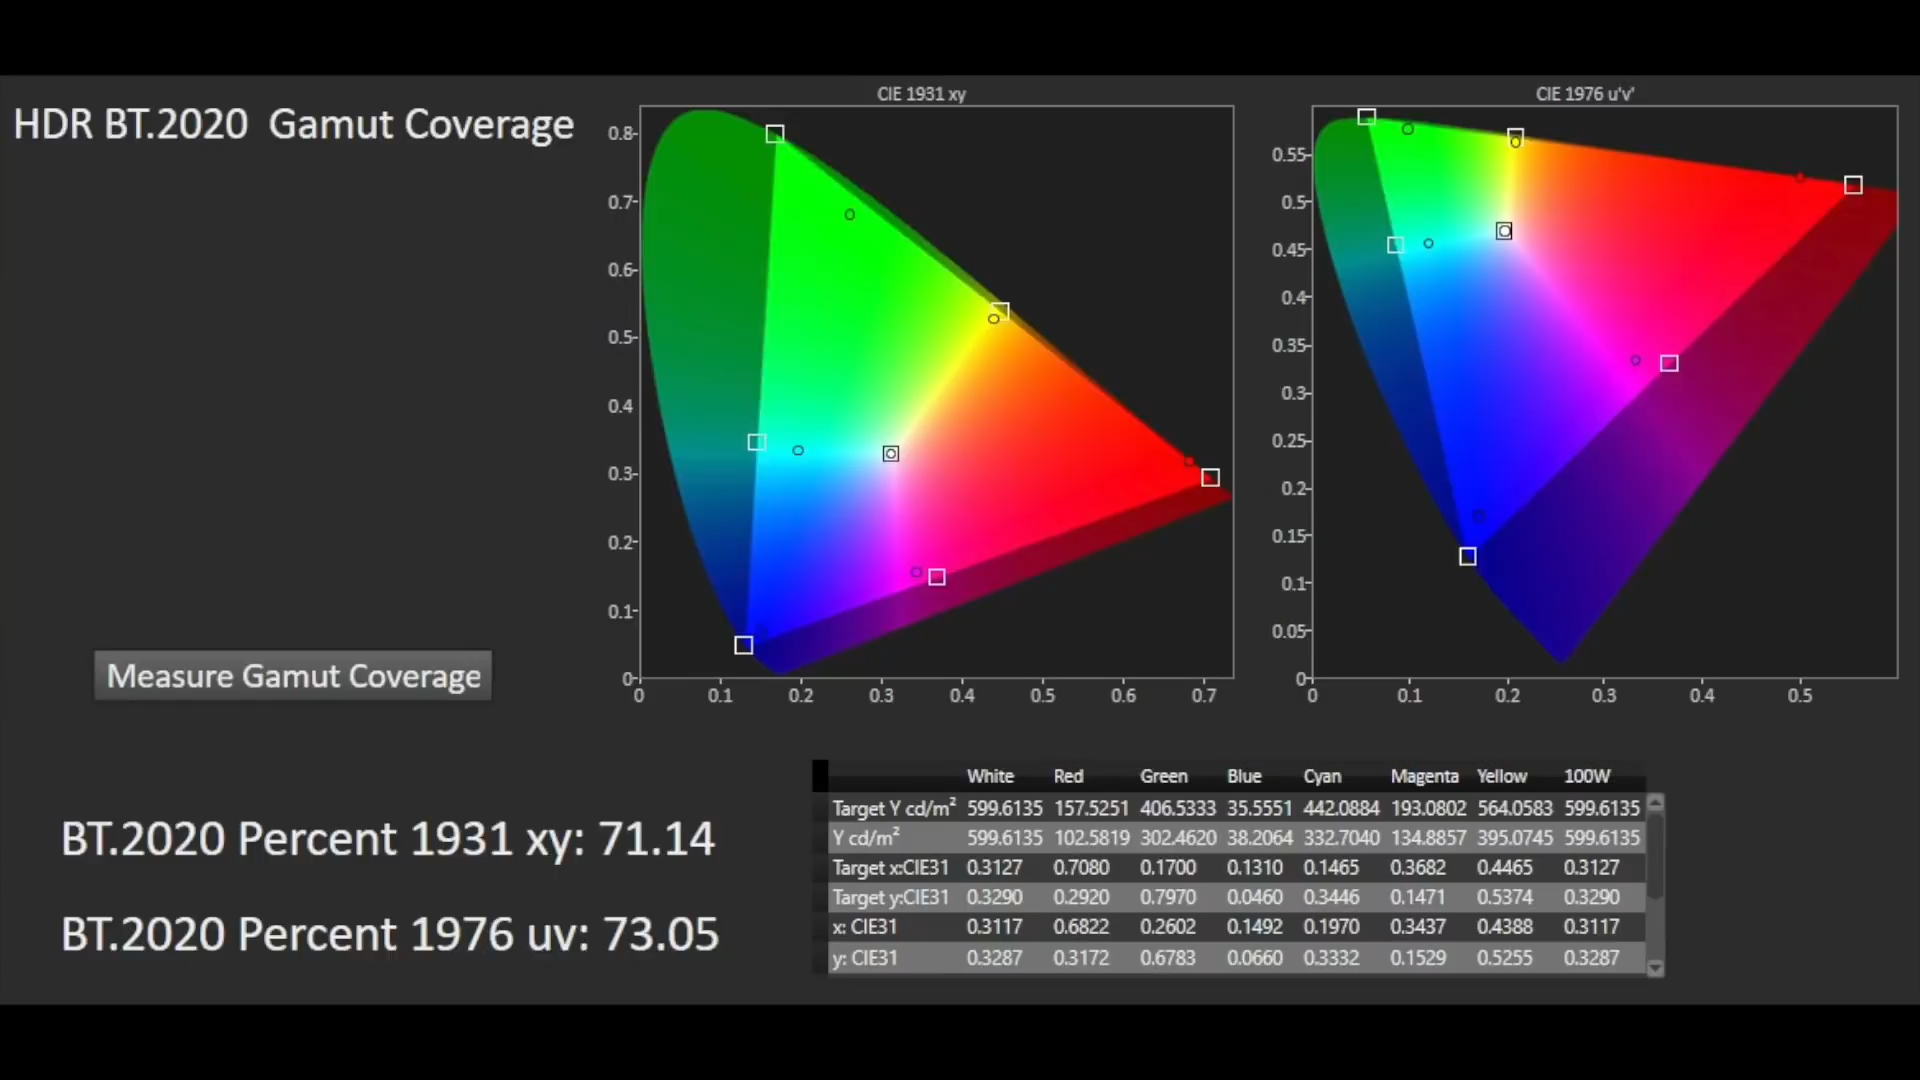 HDR BT.2020  Gamut Coverage
CIE 1931 xy
0.8
0.7
0.6
0.5
0.4
0.3
0.2
0.1
0
0 0.1 0.2 0.3 0.4 0.5 0.6 0.7
CIE 1976 u'v'
0.55
0.5
0.45
0.4
0.35
0.3
0.25
0.2
0.15
0.1
0.05
0
0 0.1 0.2 0.3 0.4 0.5
Measure Gamut Coverage
BT.2020 Percent 1931 xy: 71.14
BT.2020 Percent 1976 uv: 73.05
White Red Green Blue Cyan Magenta Yellow 100W
Target Y cd/m² 599.6135 157.5251 406.5333 35.5551 442.0884 193.0802 564.0583 599.6135
Y cd/m² 599.6135 102.5819 302.4620 38.2064 332.7040 134.8857 395.0745 599.6135
Target x:CIE31 0.3127 0.7080 0.1700 0.1310 0.1465 0.3682 0.4465 0.3127
Target y:CIE31 0.3290 0.2920 0.7970 0.0460 0.3446 0.1471 0.5374 0.3290
x: CIE31 0.3117 0.6822 0.2602 0.1492 0.1970 0.3437 0.4388 0.3117
y: CIE31 0.3287 0.3172 0.6783 0.0660 0.3332 0.1529 0.5255 0.3287